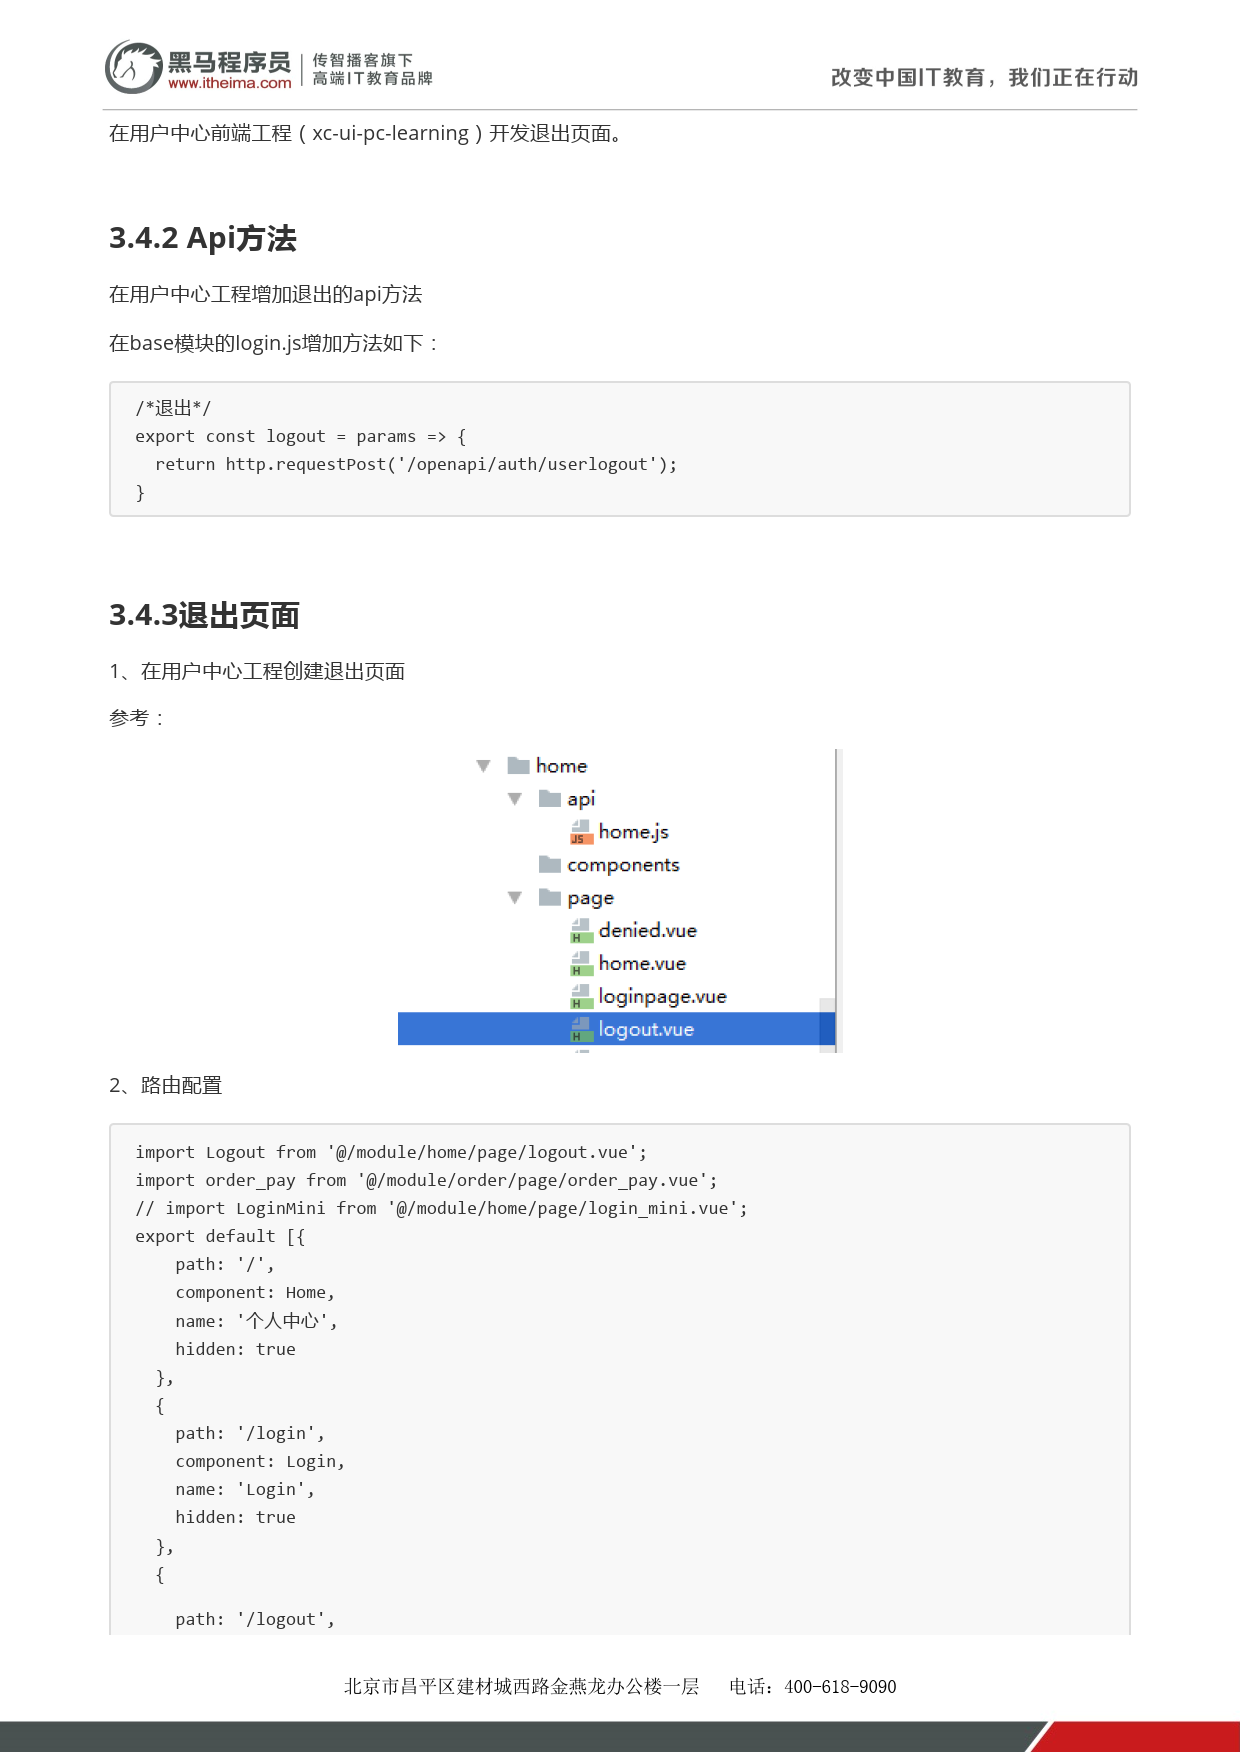 黑马程序员
www.itheima.com
传智播客旗下
高端IT教育品牌
改变中国IT教育，我们正在行动
在用户中心前端工程（xc-ui-pc-learning）开发退出页面。
3.4.2 Api方法
在用户中心工程增加退出的api方法
在base模块的login.js增加方法如下：
/*退出*/
export const logout = params => {
  return http.requestPost('/openapi/auth/userlogout');
}
3.4.3退出页面
1、在用户中心工程创建退出页面
参考：
home
api
home.js
components
page
denied.vue
home.vue
loginpage.vue
logout.vue
2、路由配置
import Logout from '@/module/home/page/logout.vue';
import order_pay from '@/module/order/page/order_pay.vue';
// import LoginMini from '@/module/home/page/login_mini.vue';
export default [{
    path: '/',
    component: Home,
    name: '个人中心',
    hidden: true
  },
  {
    path: '/login',
    component: Login,
    name: 'Login',
    hidden: true
  },
  {
    path: '/logout',
北京市昌平区建材城西路金燕龙办公楼一层 电话：400-618-9090